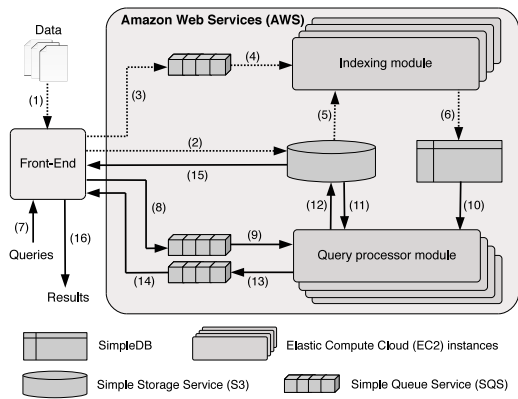 Data
Amazon Web Services (AWS)
(1)
(3)
(4)
Indexing module
(2)
(5)
(6)
Front-End
(15)
(8)
(12)
(11)
(10)
(7)
(16)
(9)
Queries
(14)
(13)
Query processor module
Results
SimpleDB
Elastic Compute Cloud (EC2) instances
Simple Storage Service (S3)
Simple Queue Service (SQS)